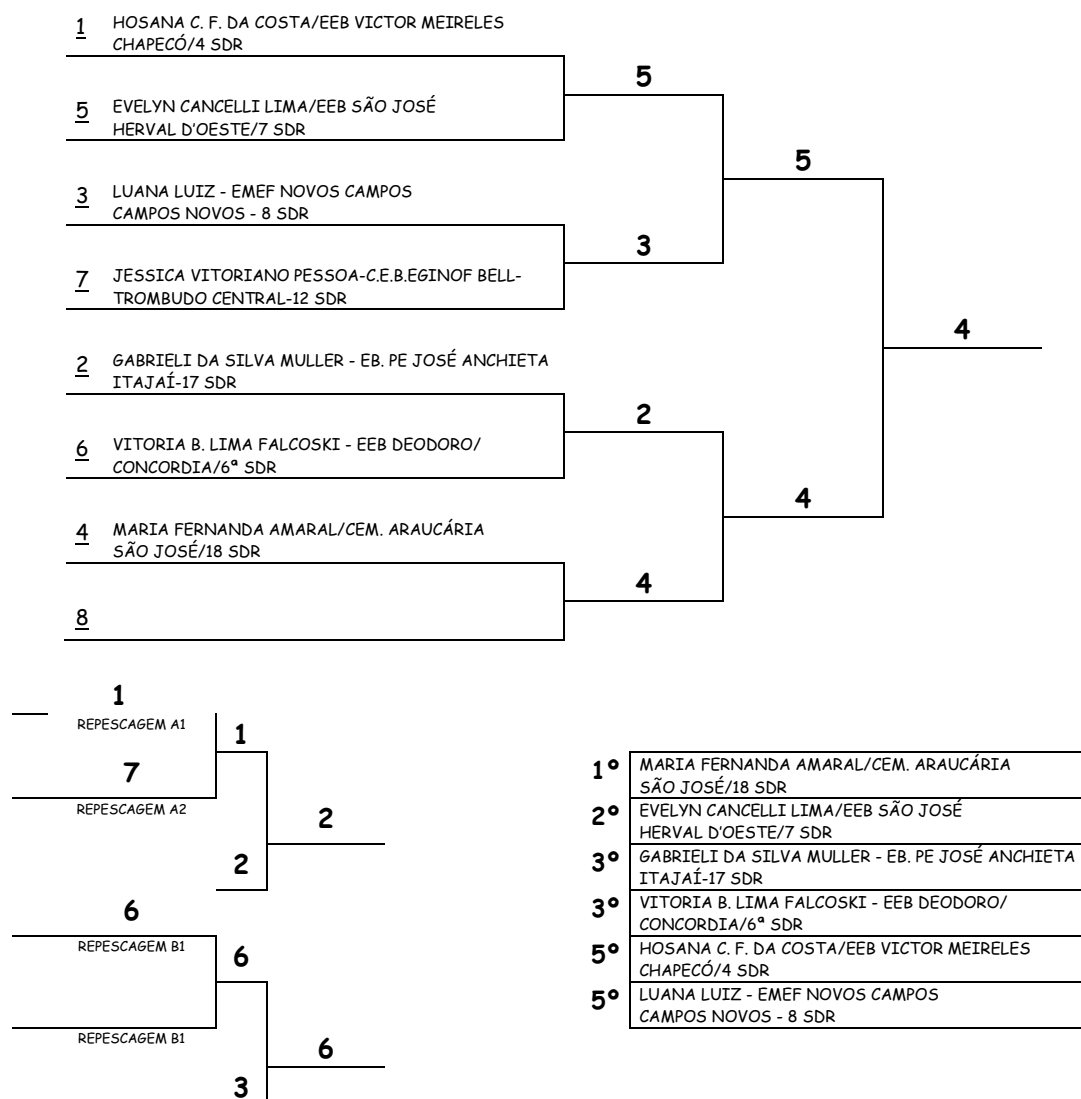 1 HOSANA C. F. DA COSTA/EEB VICTOR MEIRELES
CHAPECÓ/4 SDR
5
5 EVELYN CANCELLI LIMA/EEB SÃO JOSÉ
HERVAL D'OESTE/7 SDR
5
3 LUANA LUIZ - EMEF NOVOS CAMPOS
CAMPOS NOVOS - 8 SDR
3
7 JESSICA VITORIANO PESSOA-C.E.B.EGINOF BELL-
TROMBUDO CENTRAL-12 SDR
4
2 GABRIELI DA SILVA MULLER - EB. PE JOSÉ ANCHIETA
ITAJAÍ-17 SDR
2
6 VITORIA B. LIMA FALCOSKI - EEB DEODORO/
CONCORDIA/6ª SDR
4
4 MARIA FERNANDA AMARAL/CEM. ARAUCÁRIA
SÃO JOSÉ/18 SDR
4
8
1
REPESCAGEM A1
1
7
REPESCAGEM A2
2
2
6
REPESCAGEM B1
6
REPESCAGEM B1
6
3
1º MARIA FERNANDA AMARAL/CEM. ARAUCÁRIA
SÃO JOSÉ/18 SDR
2º EVELYN CANCELLI LIMA/EEB SÃO JOSÉ
HERVAL D'OESTE/7 SDR
3º GABRIELI DA SILVA MULLER - EB. PE JOSÉ ANCHIETA
ITAJAÍ-17 SDR
3º VITORIA B. LIMA FALCOSKI - EEB DEODORO/
CONCORDIA/6ª SDR
5º HOSANA C. F. DA COSTA/EEB VICTOR MEIRELES
CHAPECÓ/4 SDR
5º LUANA LUIZ - EMEF NOVOS CAMPOS
CAMPOS NOVOS - 8 SDR